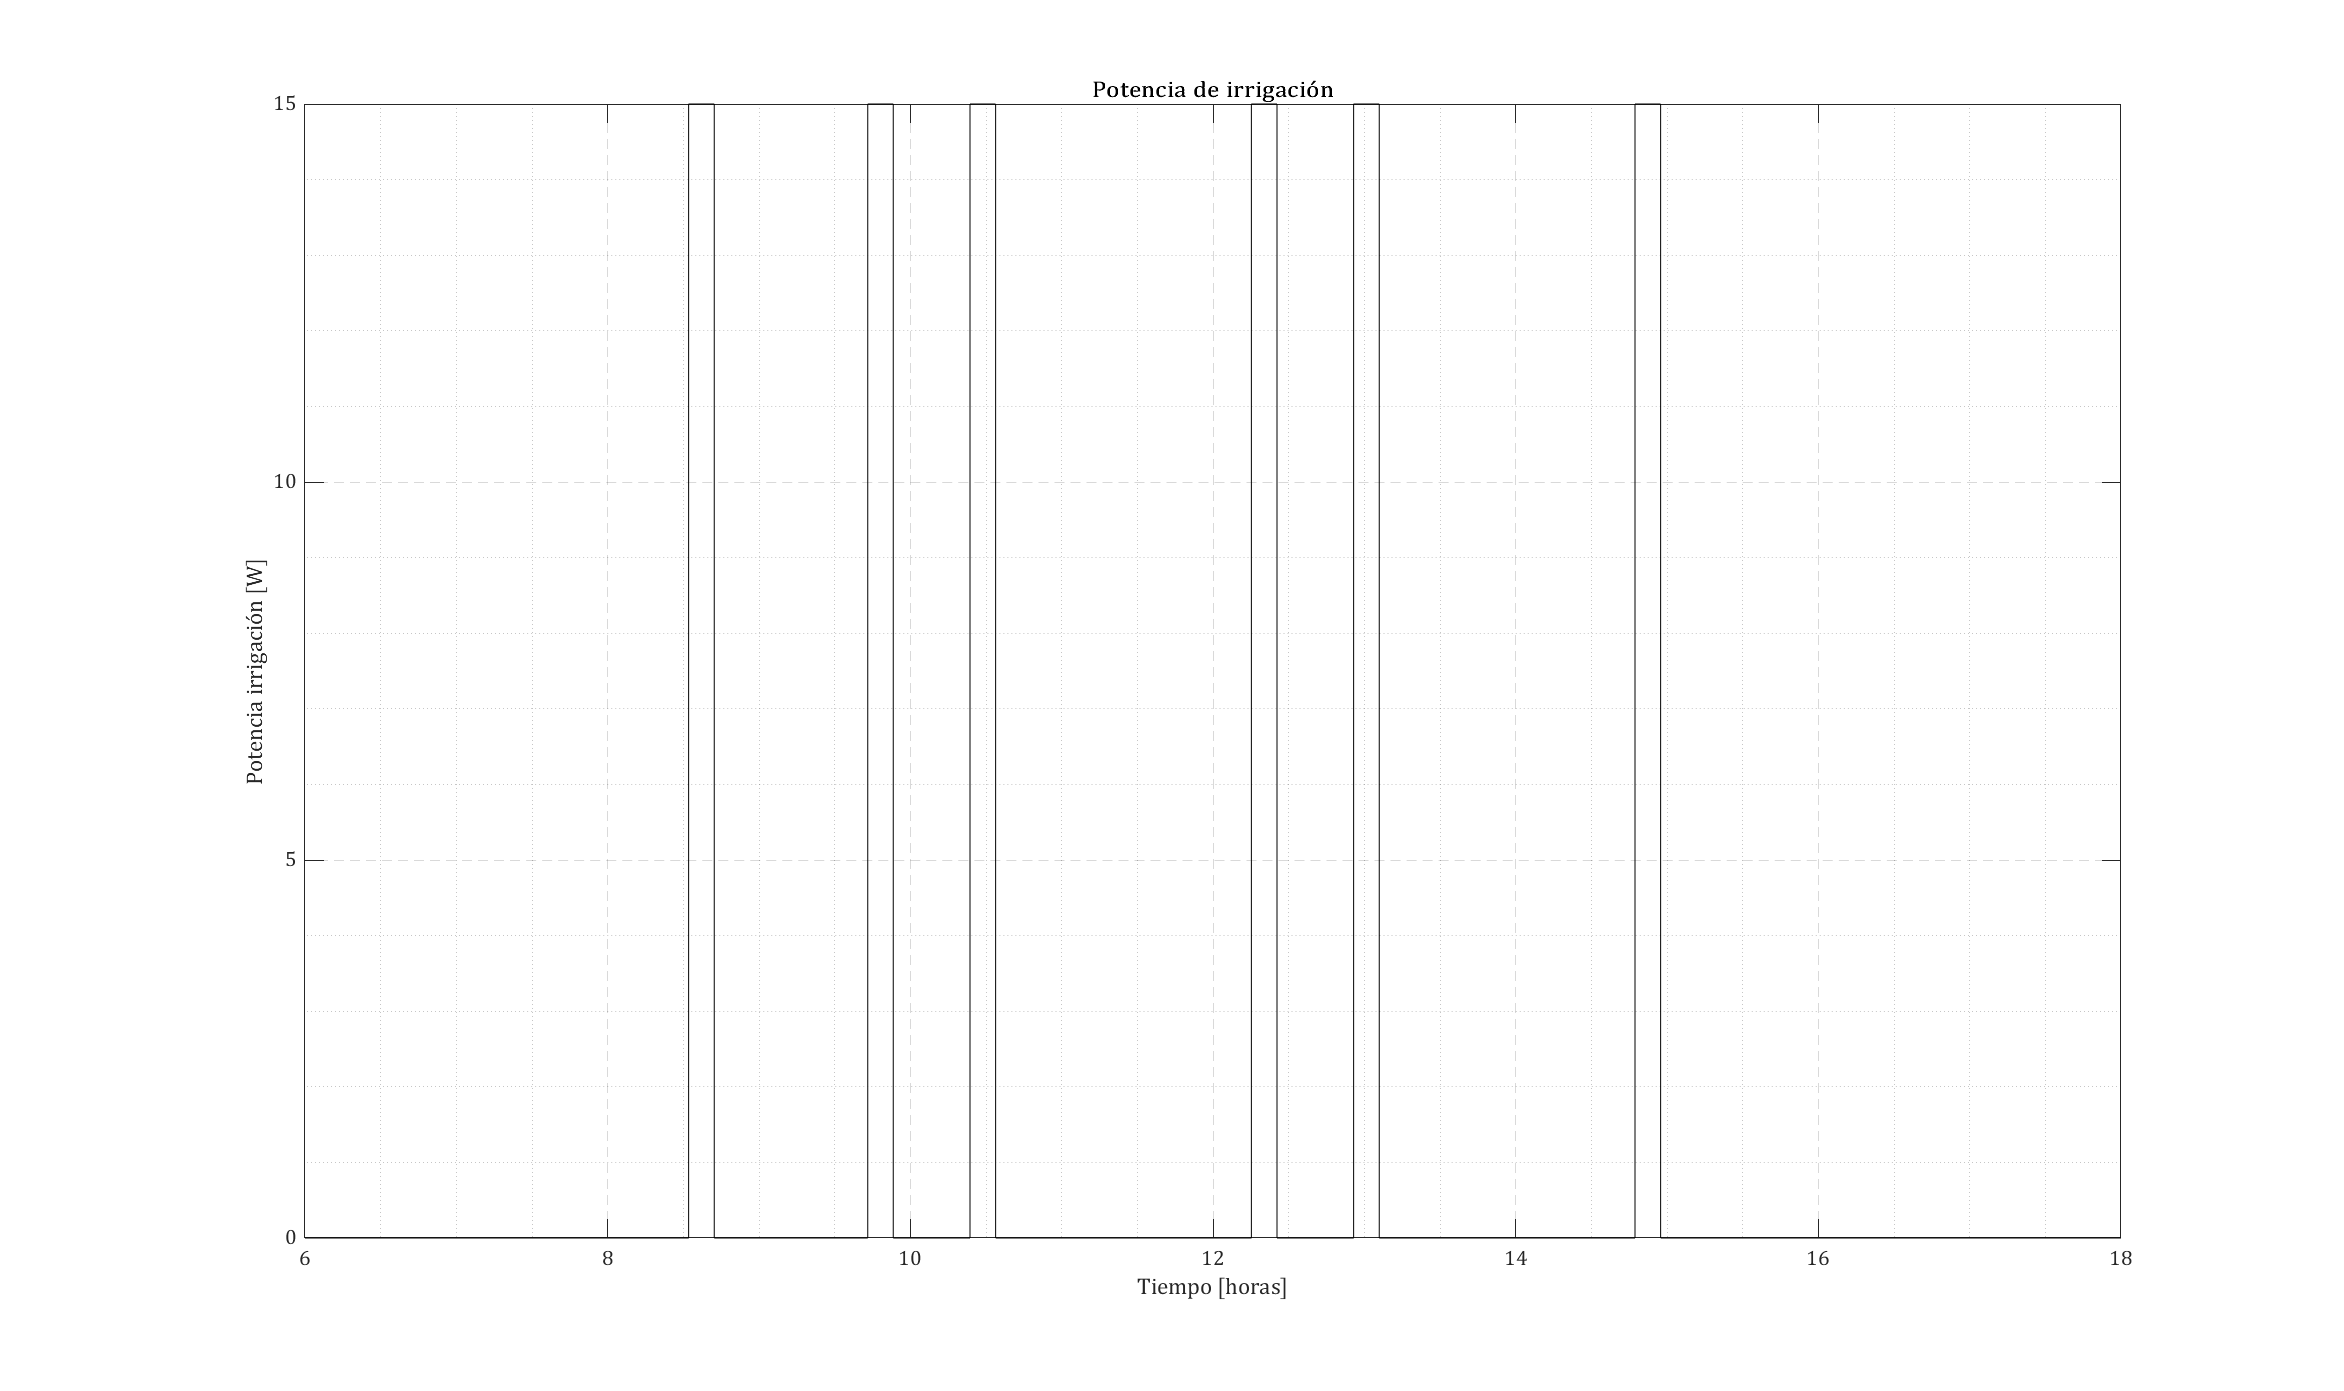 Potencia de irrigación
15
10
5
0
Potencia irrigación [W]
6 8 10 12 14 16 18
Tiempo [horas]